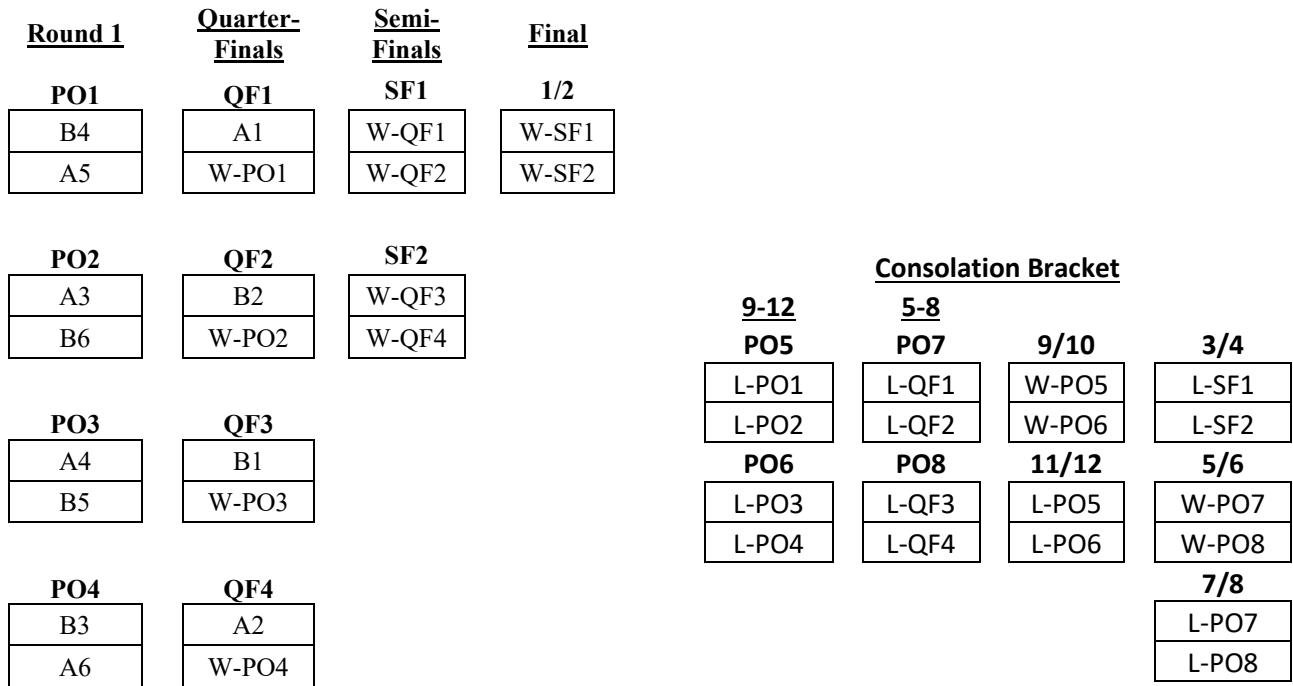 Round 1
Quarter-
Finals
Semi-
Finals
Final
PO1
B4
A5
QF1
A1
W-PO1
SF1
W-QF1
W-QF2
1/2
W-SF1
W-SF2
PO2
A3
B6
QF2
B2
W-PO2
SF2
W-QF3
W-QF4
PO3
A4
B5
QF3
B1
W-PO3
PO4
B3
A6
QF4
A2
W-PO4
Consolation Bracket
9-12
PO5
L-PO1
L-PO2
PO6
L-PO3
L-PO4
5-8
PO7
L-QF1
L-QF2
PO8
L-QF3
L-QF4
9/10
W-PO5
W-PO6
11/12
L-PO5
L-PO6
3/4
L-SF1
L-SF2
5/6
W-PO7
W-PO8
7/8
L-PO7
L-PO8